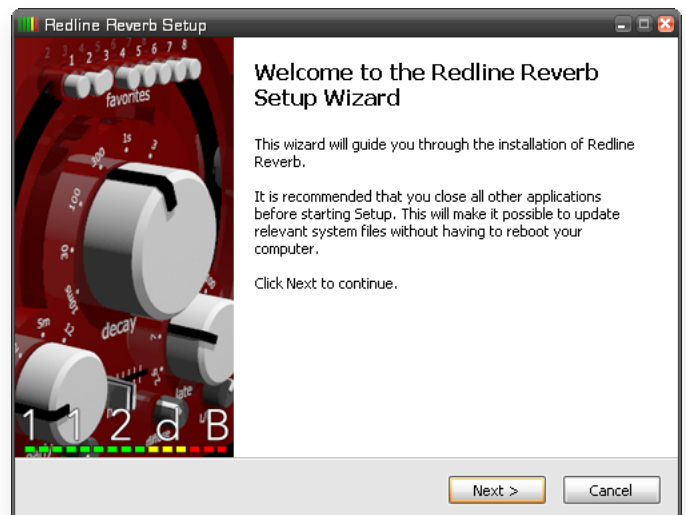 Redline Reverb Setup
1 2 3 4 5 6 7 8
favorites
1s
300
3
100
30
10ms
decay
5m
12
late
1 1 2 d B
Welcome to the Redline Reverb
Setup Wizard
This wizard will guide you through the installation of Redline
Reverb.
It is recommended that you close all other applications
before starting Setup. This will make it possible to update
relevant system files without having to reboot your
computer.
Click Next to continue.
Next >
Cancel